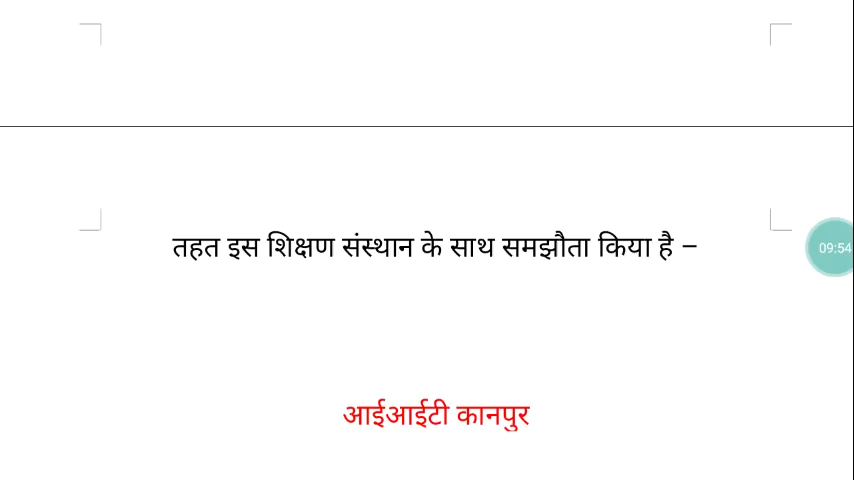 तहत इस शिक्षण संस्थान के साथ समझौता किया है –
09:54
आईआईटी कानपुर